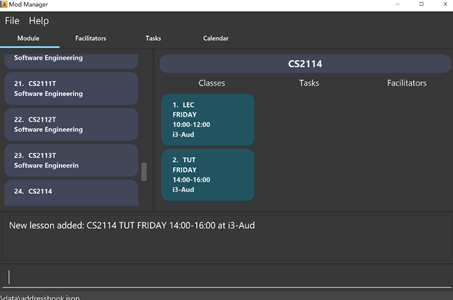 Mod Manager
File Help
Module Facilitators Tasks Calendar
Software Engineering
21. CS2111T
Software Engineering
22. CS2112T
Software Engineering
23. CS2113T
Software Engineerin
24. CS2114
CS2114
Classes Tasks Facilitators
1. LEC
FRIDAY
10:00-12:00
i3-Aud
2. TUT
FRIDAY
14:00-16:00
i3-Aud
New lesson added: CS2114 TUT FRIDAY 14:00-16:00 at i3-Aud
\data\addressbook.json